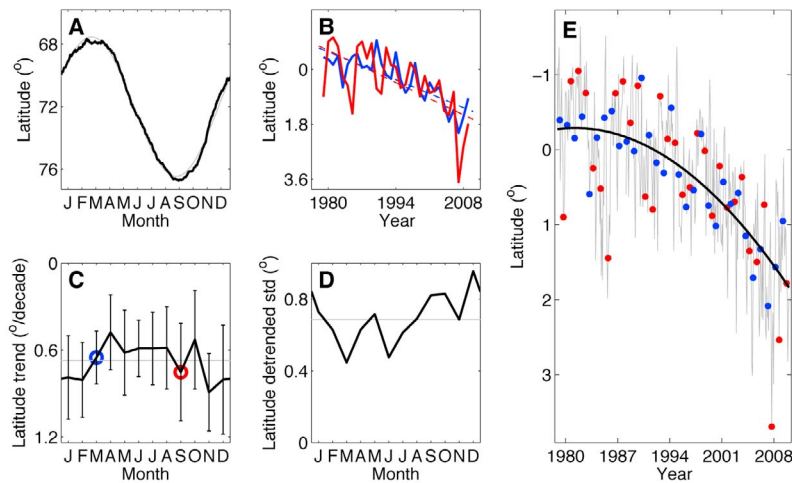 A
68
72
76
Latitude (°)
J F M A M J J A S O N D
Month
B
0
1.8
3.6
Latitude (°)
1980 1994 2008
Year
C
0
0.6
1.2
Latitude trend (°/decade)
J F M A M J J A S O N D
Month
D
0.8
0.4
0
Latitude detrended std (°)
J F M A M J J A S O N D
Month
E
−1
0
1
2
3
Latitude (°)
1980 1987 1994 2001 2008
Year